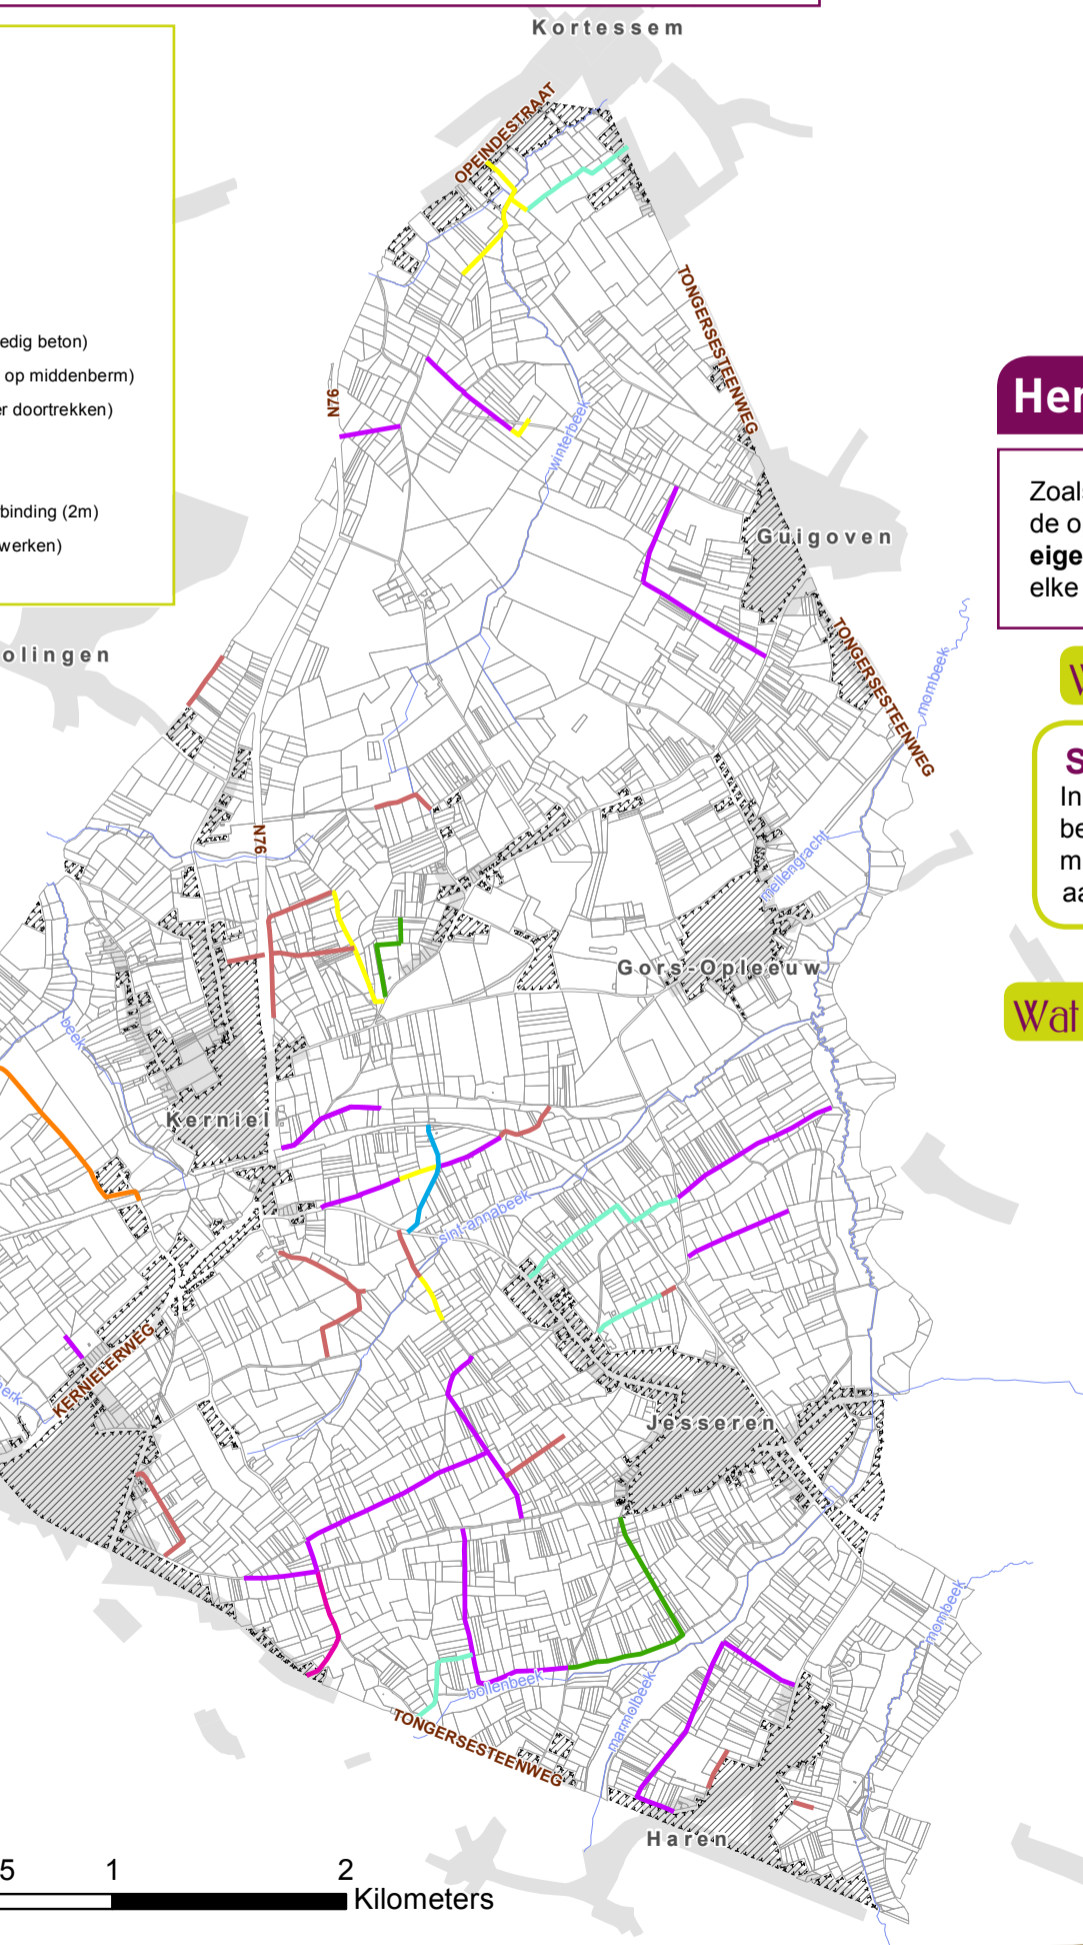 Kortessem
OPEINDESTRAAT
edig beton)
op middenberm)
er doortrekken)
binding (2m)
werken)
TONGERSESTEENWEG
N76
winterbeek
Guigoven
olingen
TONGERSESTEENWEG
mombeek
N76
mellengracht
Gors-Opleeuw
beek
Kerniel
sint-annabeek
KERNIELERWEG
Jesseren
bollenbeek
marmolbeek
mombeek
TONGERSESTEENWEG
Haren
5 1 2
Kilometers
Her
Zoals
de o
eige
elke
S
In
be
m
aa
Wat